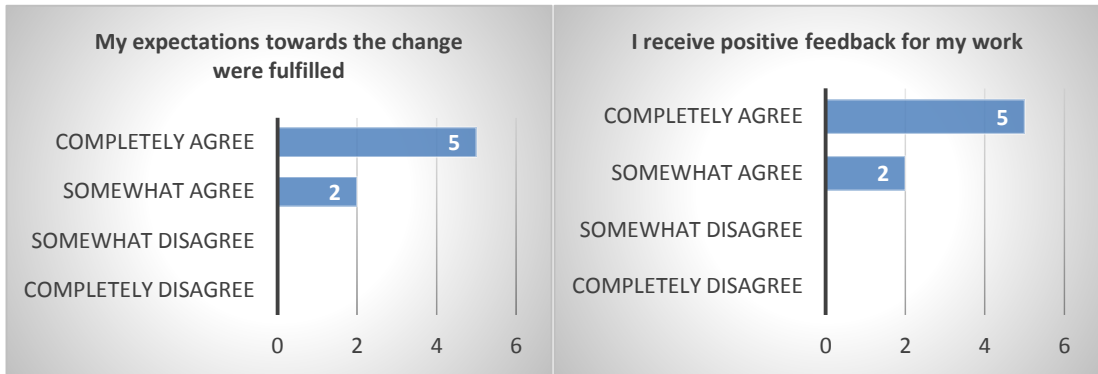 My expectations towards the change
were fulfilled
COMPLETELY AGREE
5
SOMEWHAT AGREE
2
SOMEWHAT DISAGREE
COMPLETELY DISAGREE
0 2 4 6
I receive positive feedback for my work
COMPLETELY AGREE
5
SOMEWHAT AGREE
2
SOMEWHAT DISAGREE
COMPLETELY DISAGREE
0 2 4 6